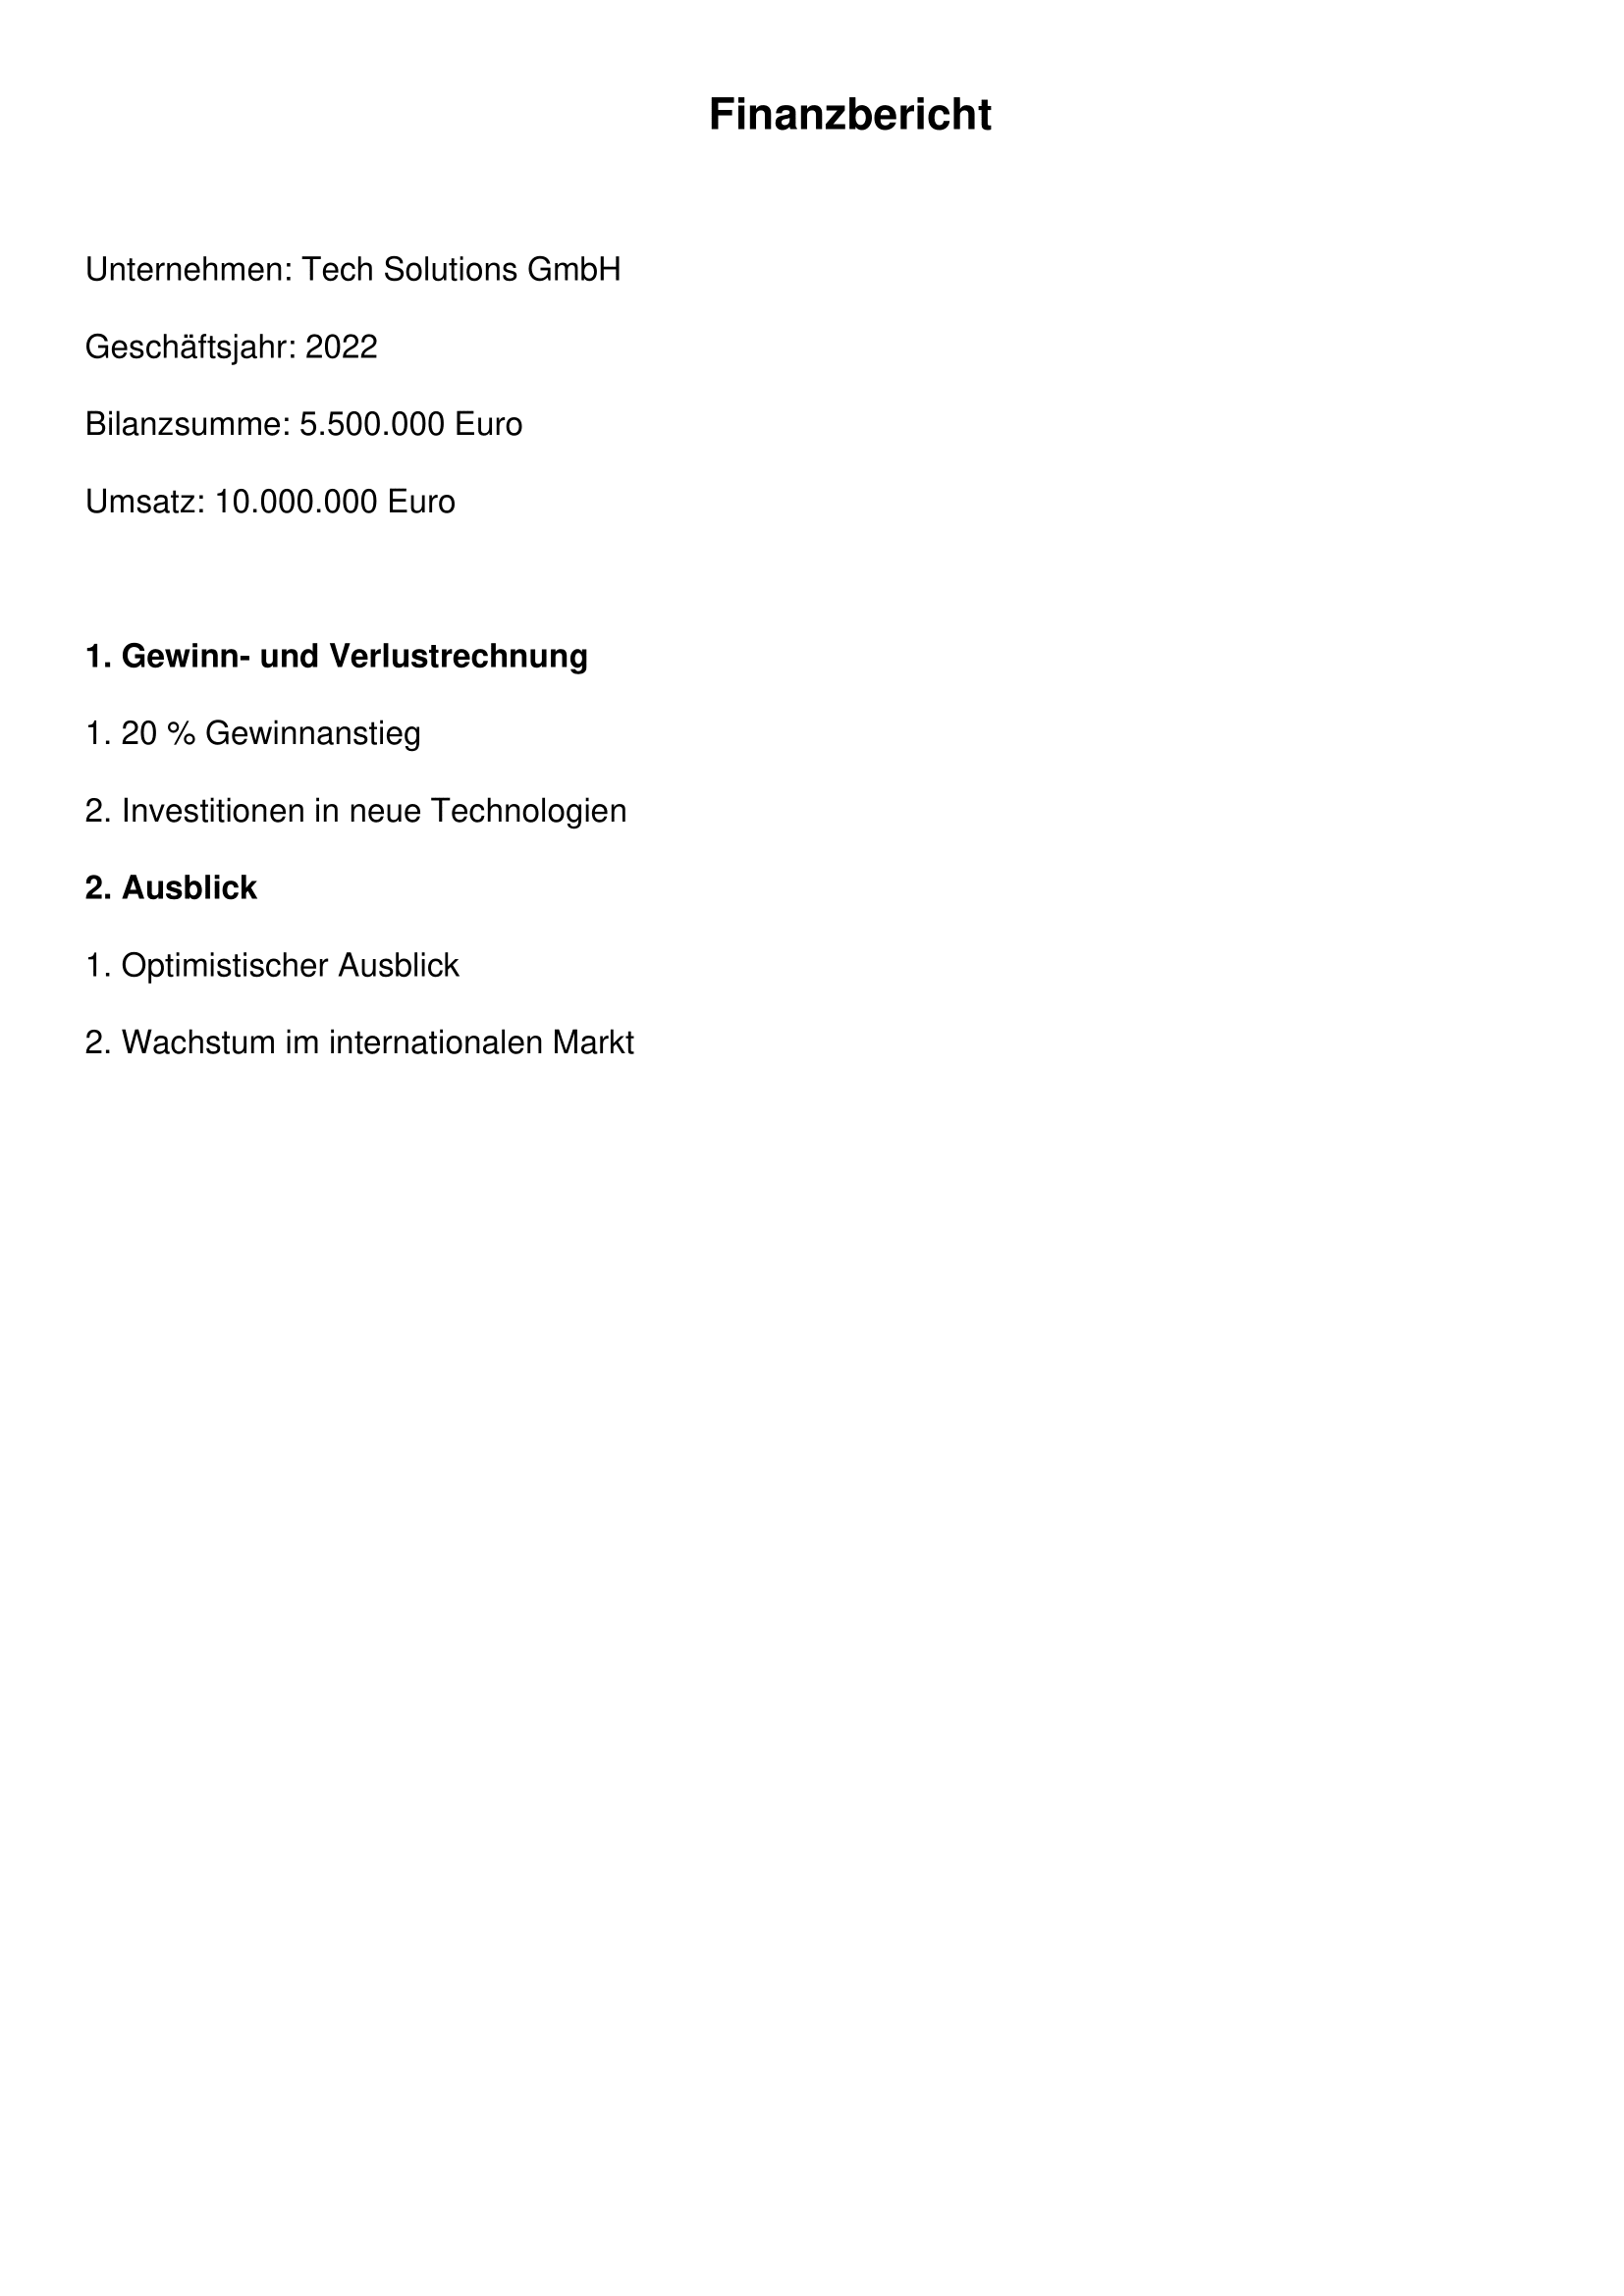 Finanzbericht
Unternehmen: Tech Solutions GmbH
Geschäftsjahr: 2022
Bilanzsumme: 5.500.000 Euro
Umsatz: 10.000.000 Euro
1. Gewinn- und Verlustrechnung
1. 20 % Gewinnanstieg
2. Investitionen in neue Technologien
2. Ausblick
1. Optimistischer Ausblick
2. Wachstum im internationalen Markt